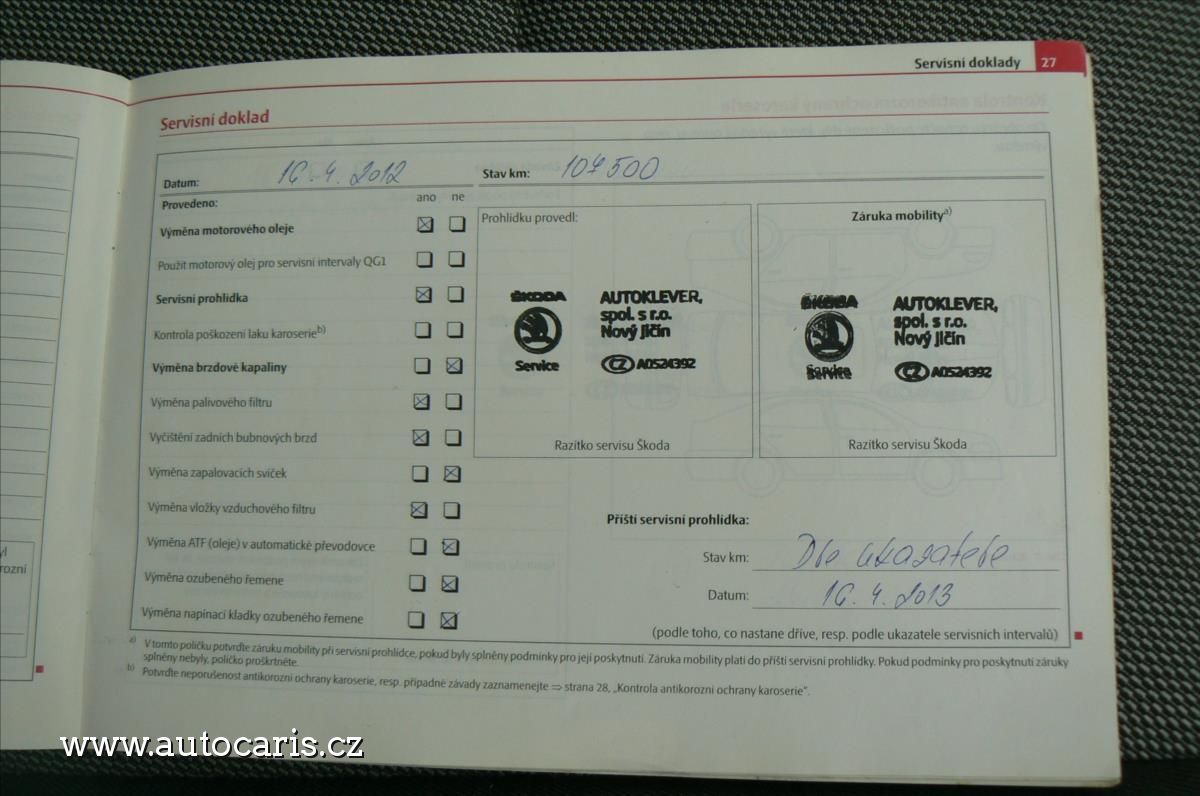 Servisní doklady 27
Servisní doklad
Datum: 16.4. 2012 Stav km: 107500
Provedeno: ano ne
Výměna motorového oleje
Použit motorový olej pro servisní intervaly QG1
Servisní prohlídka
Kontrola poškození laku karoserie b)
Výměna brzdové kapaliny
Výměna palivového filtru
Vyčištění zadních bubnových brzd
Výměna zapalovacích svíček
Výměna vložky vzduchového filtru
Výměna ATF (oleje) v automatické převodovce
Výměna ozubeného řemene
Výměna napínací kladky ozubeného řemene
Prohlídku provedl:
ŠKODA
Service
AUTOKLEVER,
spol. s r.o.
Nový Jičín
CZ A0524392
Razítko servisu Škoda
Záruka mobility a)
ŠKODA
Service
AUTOKLEVER,
spol. s r.o.
Nový Jičín
CZ A0524392
Razítko servisu Škoda
Příští servisní prohlídka:
Stav km: Dle ukazatele
Datum: 16. 4. 2013
(podle toho, co nastane dříve, resp. podle ukazatele servisních intervalů)
a) V tomto políčku potvrďte záruku mobility při servisní prohlídce, pokud byly splněny podmínky pro její poskytnutí. Záruka mobility platí do příští servisní prohlídky. Pokud podmínky pro poskytnutí záruky
splněny nebyly, políčko proškrtněte.
b) Potvrďte neporušenost antikorozní ochrany karoserie, resp. případné závady zaznamenejte ⇒ strana 28, „Kontrola antikorozní ochrany karoserie“.
www.autocaris.cz